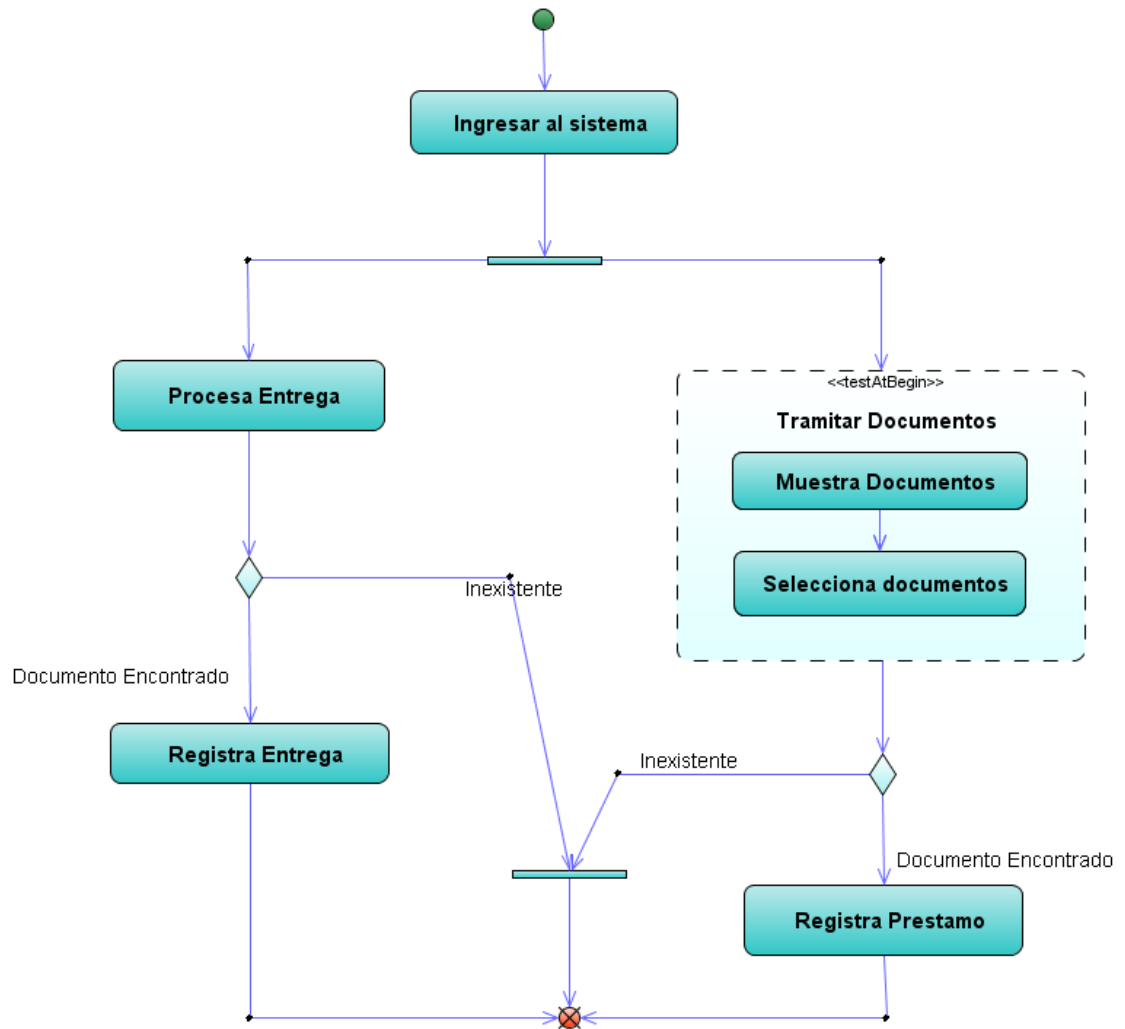 Ingresar al sistema
Procesa Entrega
<<testAtBegin>>
Tramitar Documentos
Muestra Documentos
Selecciona documentos
Inexistente
Documento Encontrado
Registra Entrega
Inexistente
Documento Encontrado
Registra Prestamo